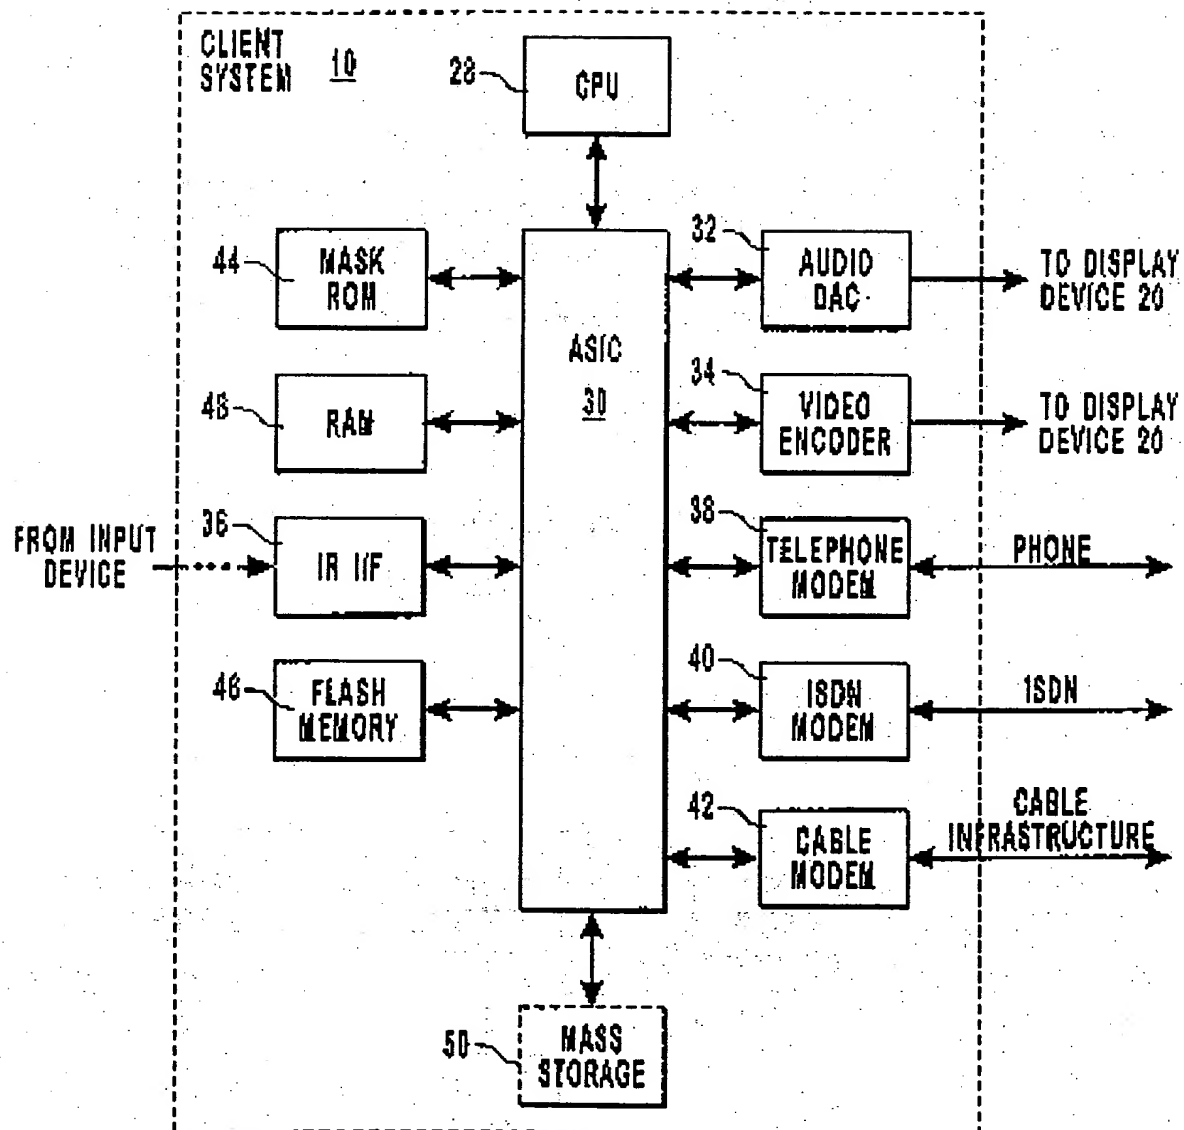 CLIENT
SYSTEM
10
28
CPU
44
MASK
ROM
32
AUDIO
DAC
TO DISPLAY
DEVICE 20
ASIC
30
48
RAM
34
VIDEO
ENCODER
TO DISPLAY
DEVICE 20
FROM INPUT
DEVICE
36
IR I/F
38
TELEPHONE
MODEM
PHONE
46
FLASH
MEMORY
40
ISDN
MODEM
ISDN
42
CABLE
MODEM
CABLE
INFRASTRUCTURE
50
MASS
STORAGE